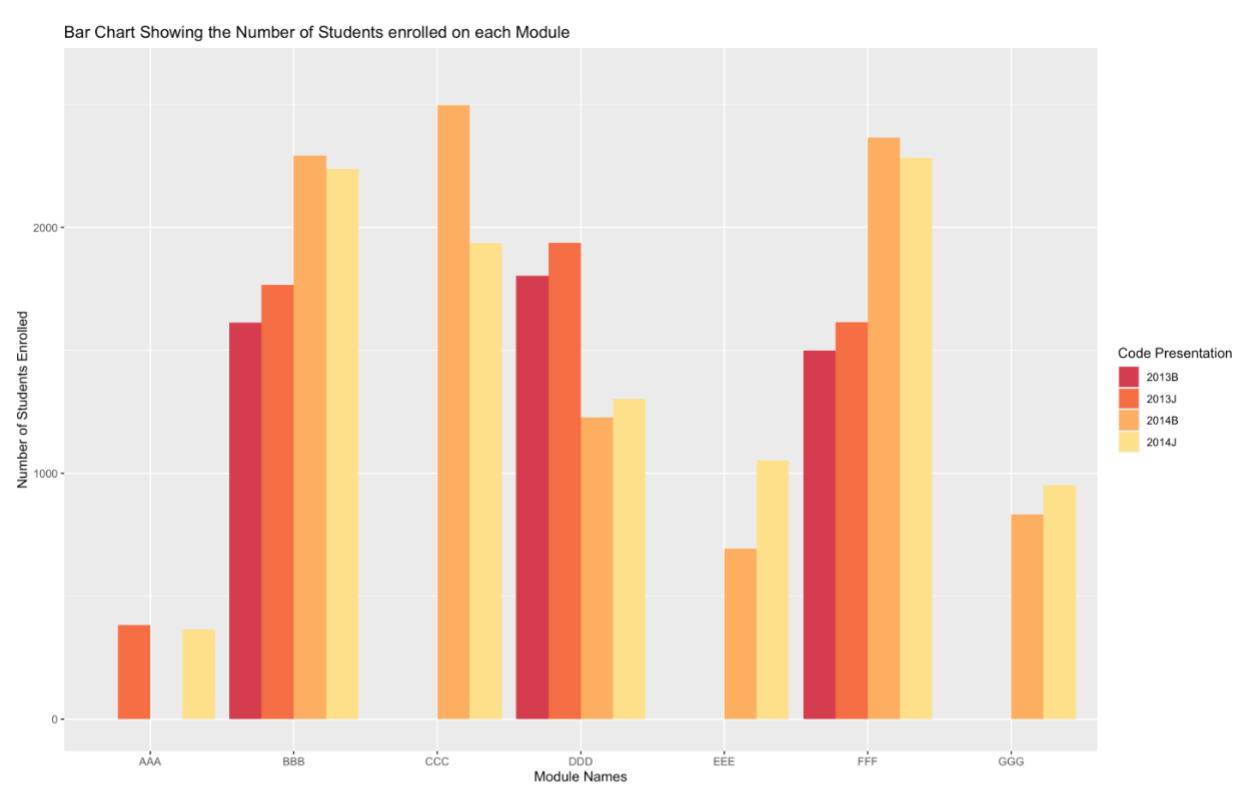 Bar Chart Showing the Number of Students enrolled on each Module
Number of Students Enrolled
2000
1000
0
AAA
BBB
CCC
DDD
EEE
FFF
GGG
Module Names
Code Presentation
2013B
2013J
2014B
2014J